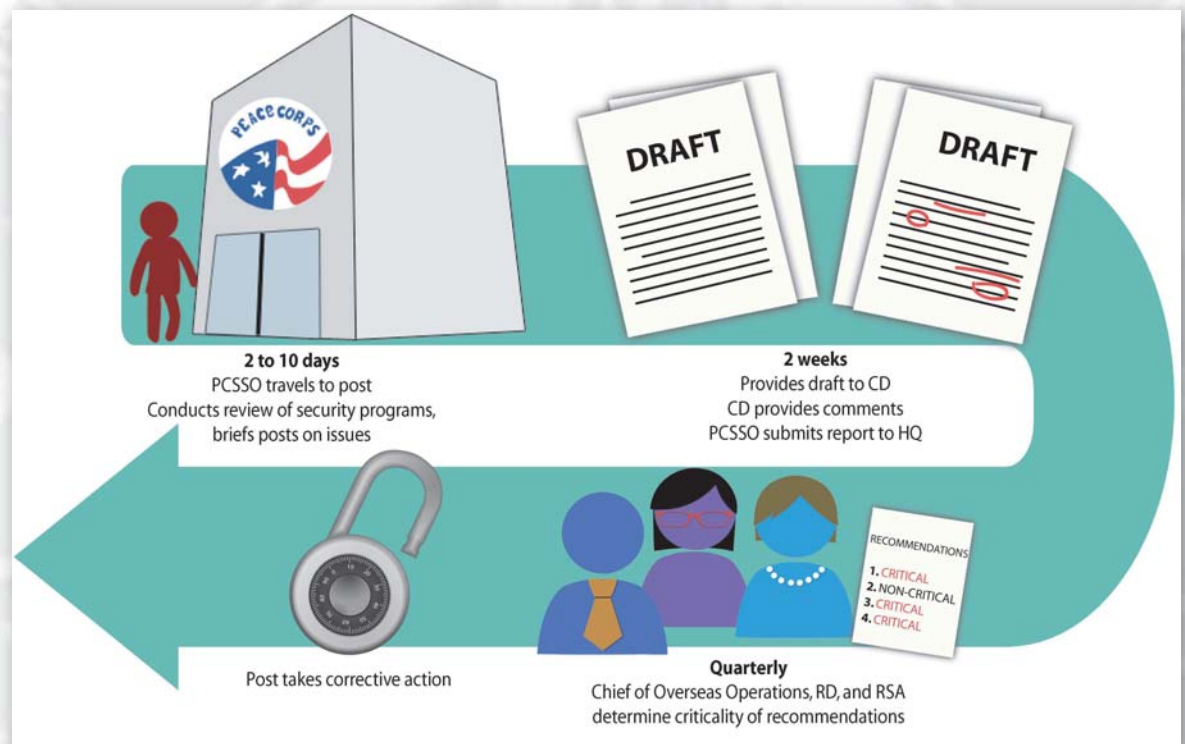 PEACE CORPS
DRAFT
DRAFT
2 to 10 days
PCSSO travels to post
Conducts review of security programs,
briefs posts on issues
2 weeks
Provides draft to CD
CD provides comments
PCSSO submits report to HQ
RECOMMENDATIONS
1. CRITICAL
2. NON-CRITICAL
3. CRITICAL
4. CRITICAL
Post takes corrective action
Quarterly
Chief of Overseas Operations, RD, and RSA
determine criticality of recommendations